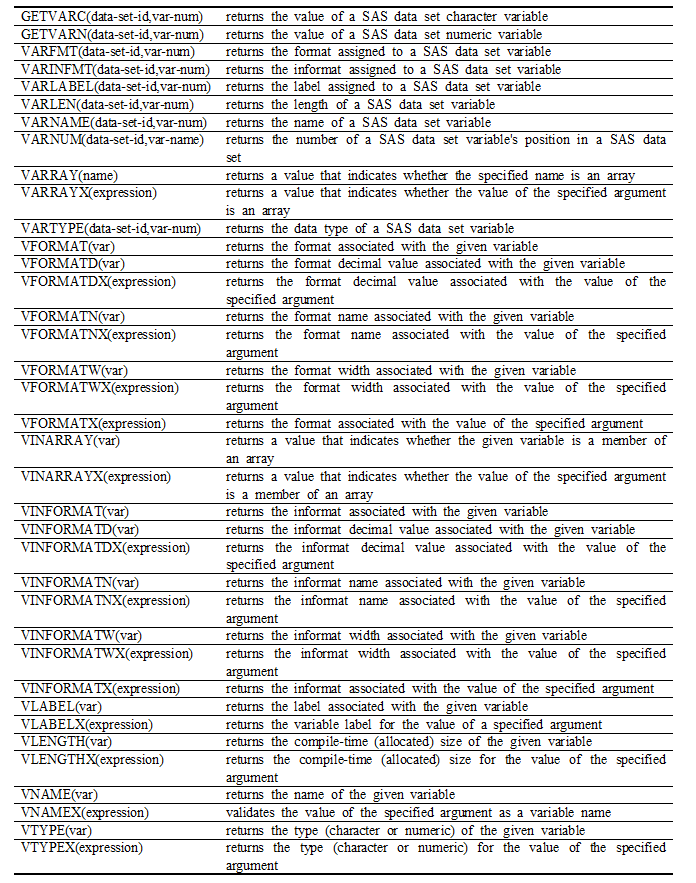 GETVARC(data-set-id,var-num) returns the value of a SAS data set character variable
GETVARN(data-set-id,var-num) returns the value of a SAS data set numeric variable
VARFMT(data-set-id,var-num) returns the format assigned to a SAS data set variable
VARINFMT(data-set-id,var-num) returns the informat assigned to a SAS data set variable
VARLABEL(data-set-id,var-num) returns the label assigned to a SAS data set variable
VARLEN(data-set-id,var-num) returns the length of a SAS data set variable
VARNAME(data-set-id,var-num) returns the name of a SAS data set variable
VARNUM(data-set-id,var-name) returns the number of a SAS data set variable's position in a SAS data
set
VARRAY(name) returns a value that indicates whether the specified name is an array
VARRAYX(expression) returns a value that indicates whether the value of the specified argument
is an array
VARTYPE(data-set-id,var-num) returns the data type of a SAS data set variable
VFORMAT(var) returns the format associated with the given variable
VFORMATD(var) returns the format decimal value associated with the given variable
VFORMATDX(expression) returns the format decimal value associated with the value of the
specified argument
VFORMATN(var) returns the format name associated with the given variable
VFORMATNX(expression) returns the format name associated with the value of the specified
argument
VFORMATW(var) returns the format width associated with the given variable
VFORMATWX(expression) returns the format width associated with the value of the specified
argument
VFORMATX(expression) returns the format associated with the value of the specified argument
VINARRAY(var) returns a value that indicates whether the given variable is a member of
an array
VINARRAYX(expression) returns a value that indicates whether the value of the specified argument
is a member of an array
VINFORMAT(var) returns the informat associated with the given variable
VINFORMATD(var) returns the informat decimal value associated with the given variable
VINFORMATDX(expression) returns the informat decimal value associated with the value of the
specified argument
VINFORMATN(var) returns the informat name associated with the given variable
VINFORMATNX(expression) returns the informat name associated with the value of the specified
argument
VINFORMATW(var) returns the informat width associated with the given variable
VINFORMATWX(expression) returns the informat width associated with the value of the specified
argument
VINFORMATX(expression) returns the informat associated with the value of the specified argument
VLABEL(var) returns the label associated with the given variable
VLABELX(expression) returns the variable label for the value of a specified argument
VLENGTH(var) returns the compile-time (allocated) size of the given variable
VLENGTHX(expression) returns the compile-time (allocated) size for the value of the specified
argument
VNAME(var) returns the name of the given variable
VNAMEX(expression) validates the value of the specified argument as a variable name
VTYPE(var) returns the type (character or numeric) of the given variable
VTYPEX(expression) returns the type (character or numeric) for the value of the specified
argument